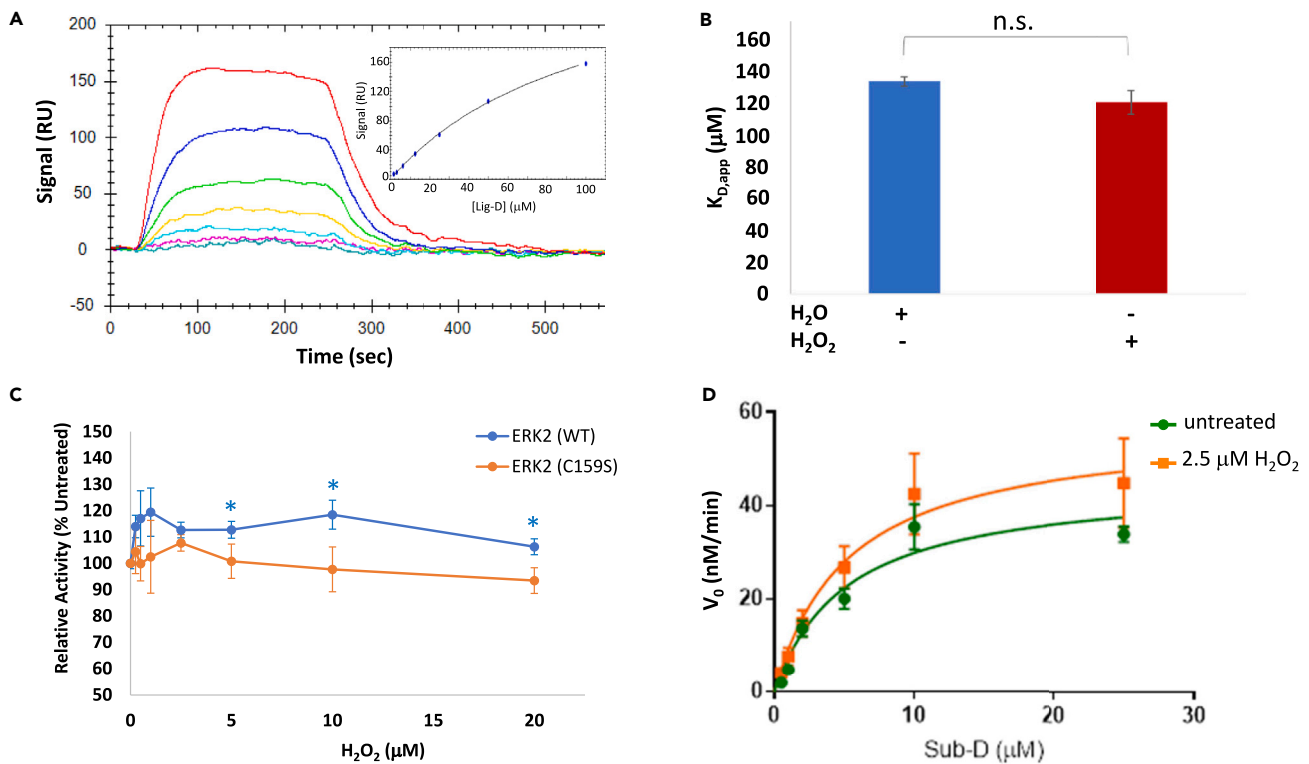 A
200
150
100
50
0
-50
Signal (RU)
0 100 200 300 400 500
Time (sec)
160
120
80
40
0
Signal (RU)
0 20 40 60 80 100
[Lig-D] (μM)
B
n.s.
160
140
120
100
80
60
40
20
0
K_D,app (μM)
H₂O + -
H₂O₂ - +
C
150
140
130
120
110
100
90
80
70
60
50
Relative Activity (% Untreated)
ERK2 (WT)
ERK2 (C159S)
* * *
0 5 10 15 20
H₂O₂ (μM)
D
60
40
20
0
V₀ (nM/min)
untreated
2.5 μM H₂O₂
0 10 20 30
Sub-D (μM)